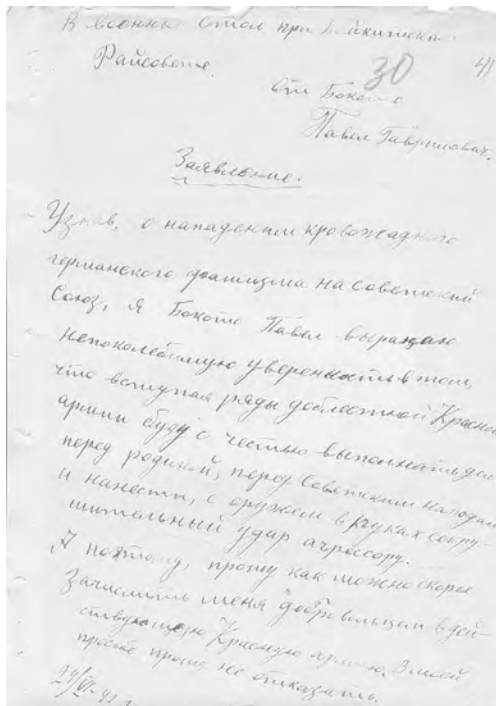 В военный стол при Байкитском
Райсовете.
30
41
От Бокото
Павел Гаврилович.
Заявление.
Узнав, о нападении кровожадного
германского фашизма на Советский
Союз, я Бокото Павел выражаю
непоколебимую уверенность в том,
что вступая ряды доблестной Красной
армии буду с честью выполнять долг
перед родиной, перед Советским народом
и нанесты, с оружием в руках сокру-
шительный удар агрессору.
А поэтому, прошу как можно скорее
Зачислить меня добровольцем в дей-
ствующую Красную армию. В моей
просьбе прошу не отказать.